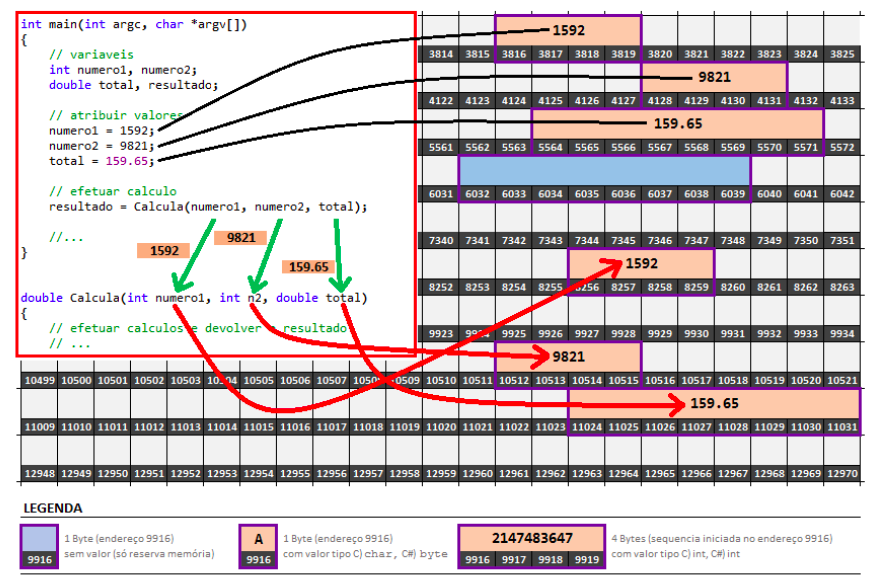 int main(int argc, char *argv[])
{
// variaveis
int numero1, numero2;
double total, resultado;
// atribuir valores
numero1 = 1592;
numero2 = 9821;
total = 159.65;
// efetuar calculo
resultado = Calcula(numero1, numero2, total);
//...
}
1592
9821
159.65
double Calcula(int numero1, int n2, double total)
{
// efetuar calculos e devolver o resultado
// ...
1592
3814 3815 3816 3817 3818 3819 3820 3821 3822 3823 3824 3825
9821
4122 4123 4124 4125 4126 4127 4128 4129 4130 4131 4132 4133
159.65
5561 5562 5563 5564 5565 5566 5567 5568 5569 5570 5571 5572
6031 6032 6033 6034 6035 6036 6037 6038 6039 6040 6041 6042
7340 7341 7342 7343 7344 7345 7346 7347 7348 7349 7350 7351
1592
8252 8253 8254 8255 8256 8257 8258 8259 8260 8261 8262 8263
9923 9924 9925 9926 9927 9928 9929 9930 9931 9932 9933 9934
9821
10499 10500 10501 10502 10503 10504 10505 10506 10507 10508 10509 10510 10511 10512 10513 10514 10515 10516 10517 10518 10519 10520 10521
159.65
11009 11010 11011 11012 11013 11014 11015 11016 11017 11018 11019 11020 11021 11022 11023 11024 11025 11026 11027 11028 11029 11030 11031
12948 12949 12950 12951 12952 12953 12954 12955 12956 12957 12958 12959 12960 12961 12962 12963 12964 12965 12966 12967 12968 12969 12970
LEGENDA
9916
1 Byte (endereço 9916)
sem valor (só reserva memória)
A
9916
1 Byte (endereço 9916)
com valor tipo C) char, C#) byte
2147483647
9916 9917 9918 9919
4 Bytes (sequencia iniciada no endereço 9916)
com valor tipo C) int, C#) int